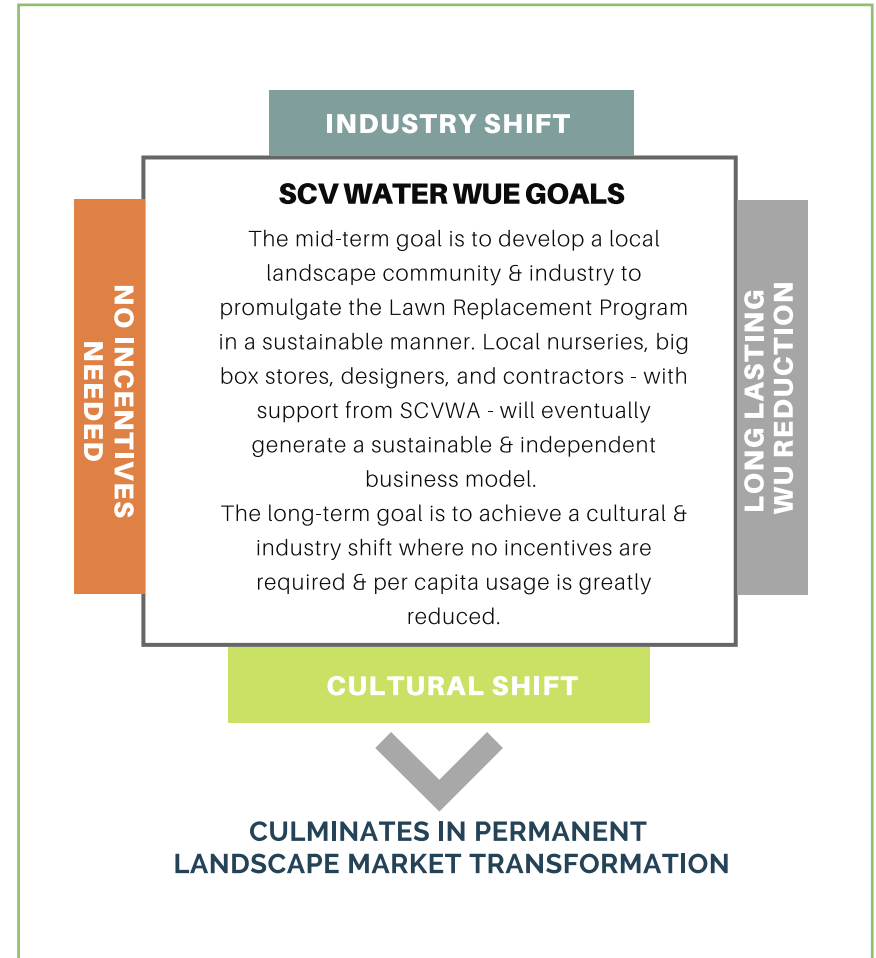 INDUSTRY SHIFT
SCV WATER WUE GOALS
The mid-term goal is to develop a local
landscape community & industry to
promulgate the Lawn Replacement Program
in a sustainable manner. Local nurseries, big
box stores, designers, and contractors - with
support from SCVWA - will eventually
generate a sustainable & independent
business model.
The long-term goal is to achieve a cultural &
industry shift where no incentives are
required & per capita usage is greatly
reduced.
NO INCENTIVES
NEEDED
LONG LASTING
WU REDUCTION
CULTURAL SHIFT
CULMINATES IN PERMANENT
LANDSCAPE MARKET TRANSFORMATION